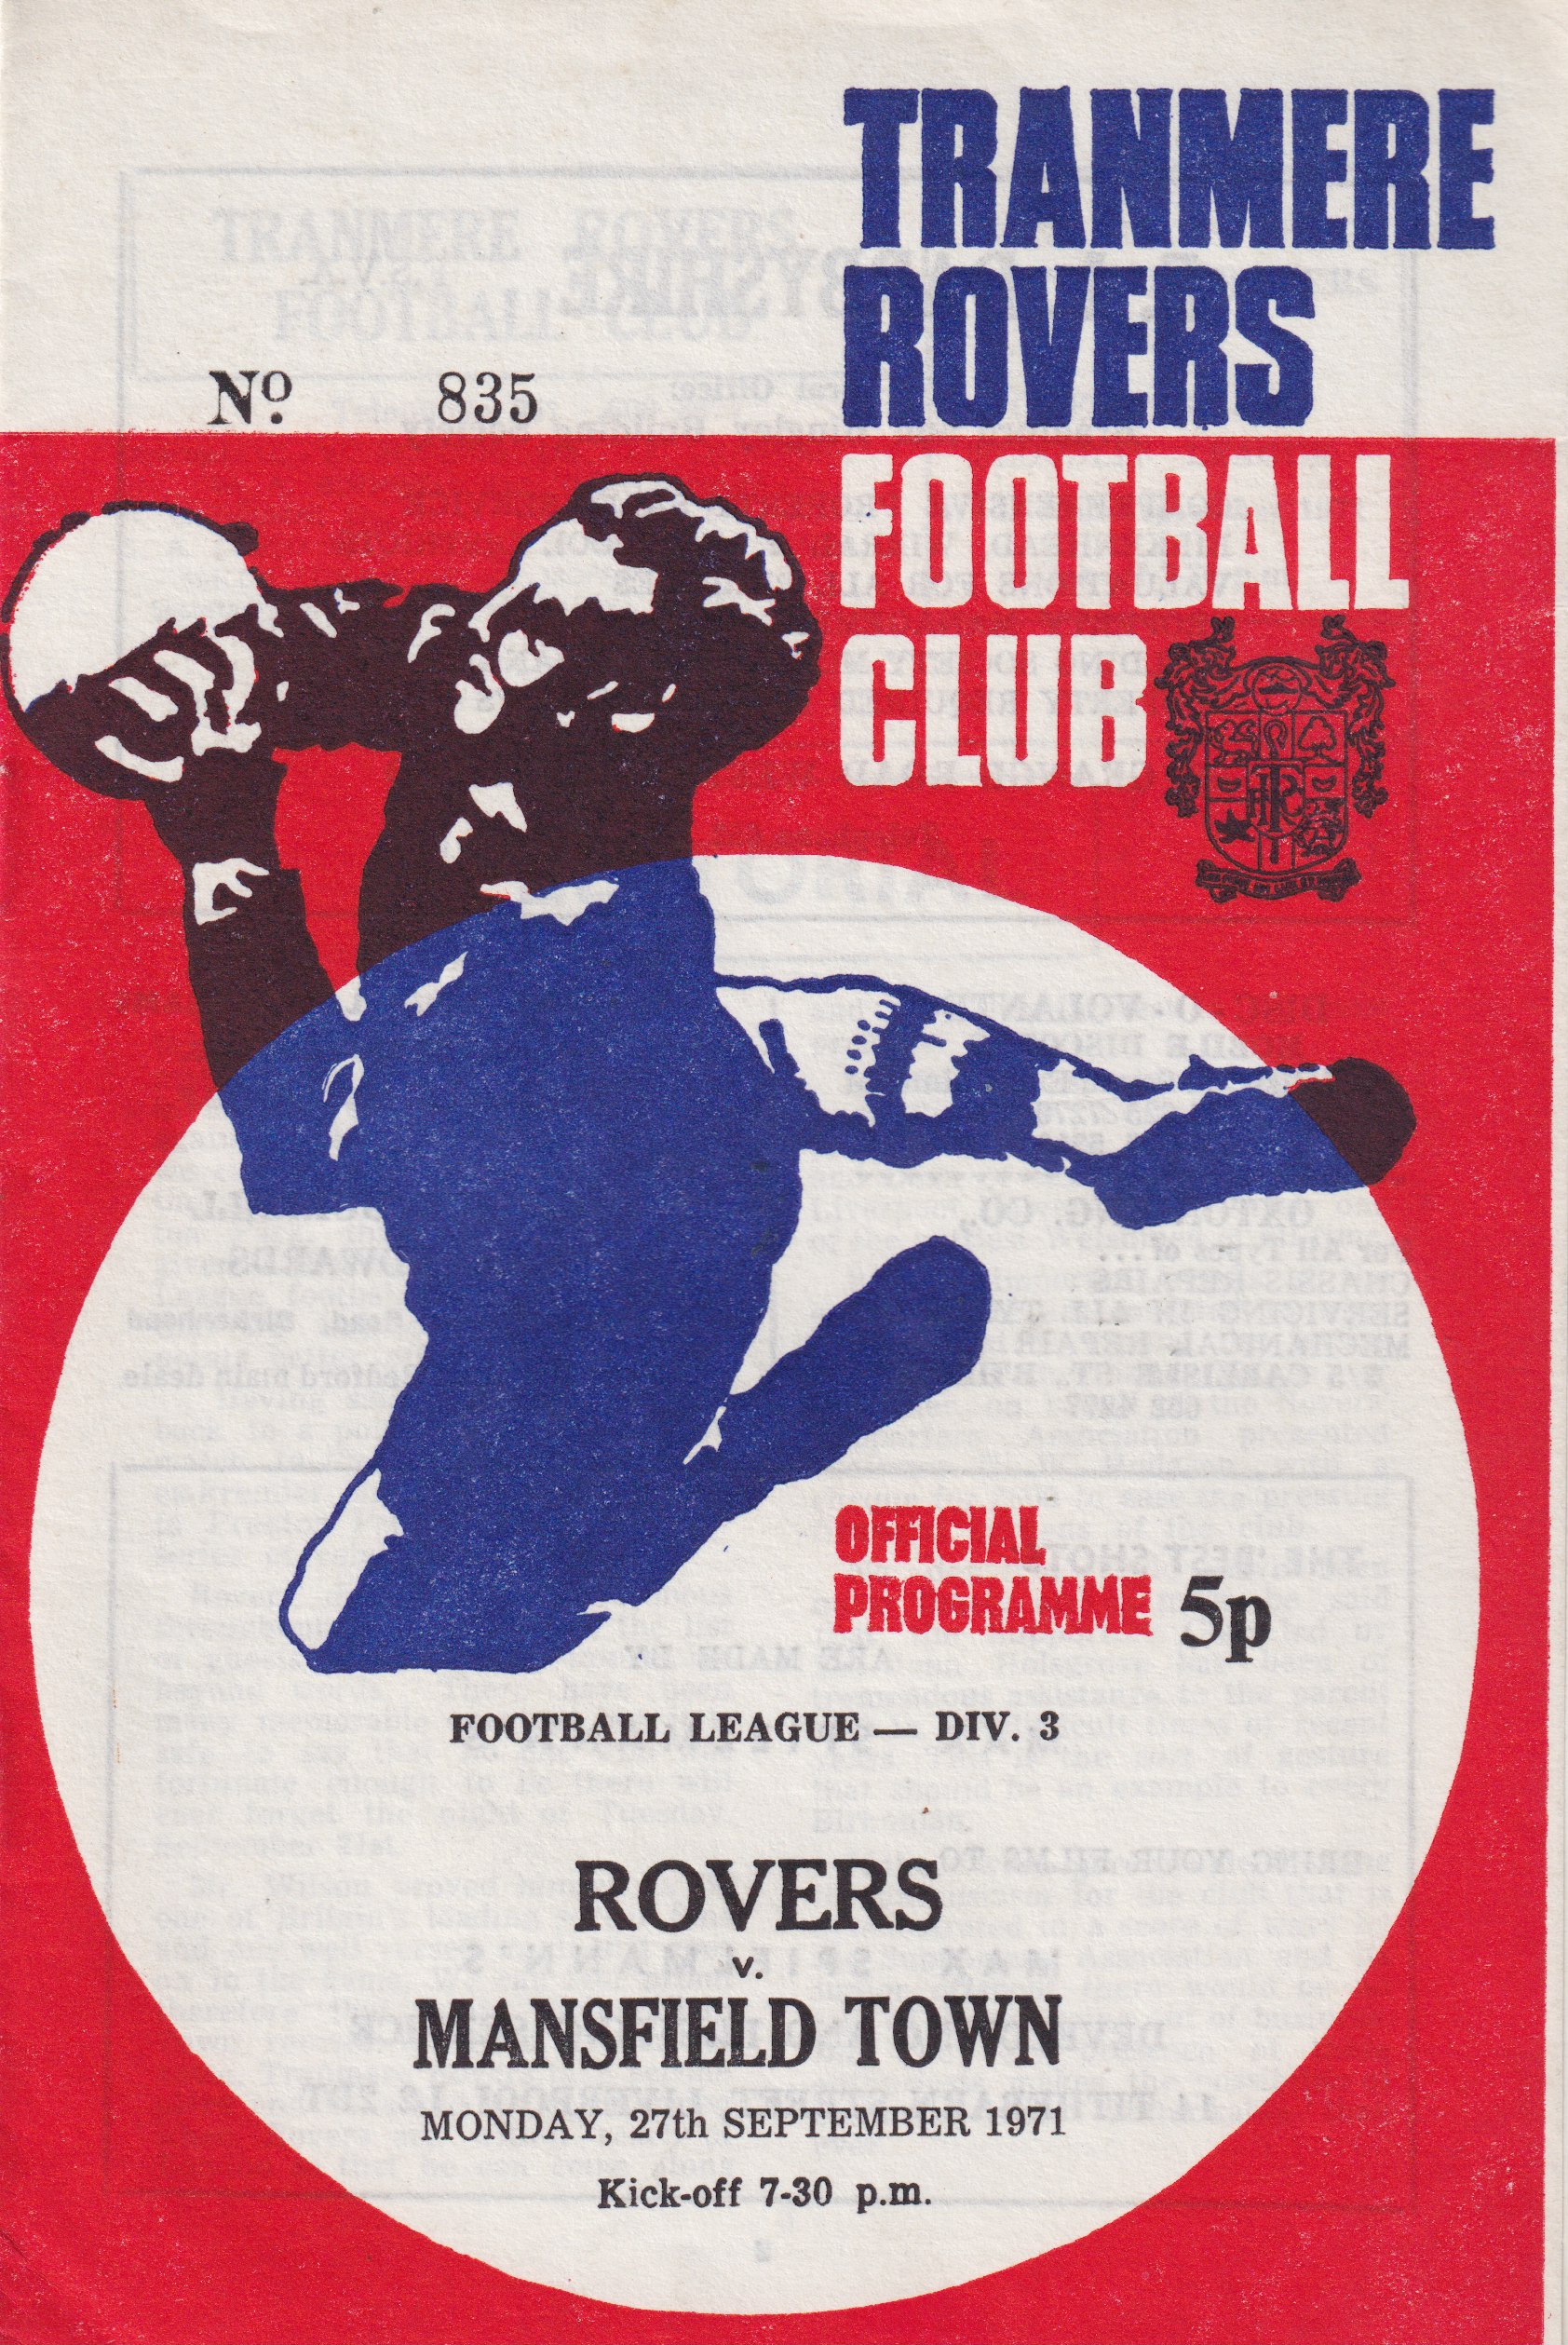 TRANMERE
ROVERS
Nº. 835
FOOTBALL
CLUB
OFFICIAL
PROGRAMME 5p
FOOTBALL LEAGUE — DIV. 3
ROVERS
v.
MANSFIELD TOWN
MONDAY, 27th SEPTEMBER 1971
Kick-off 7-30 p.m.